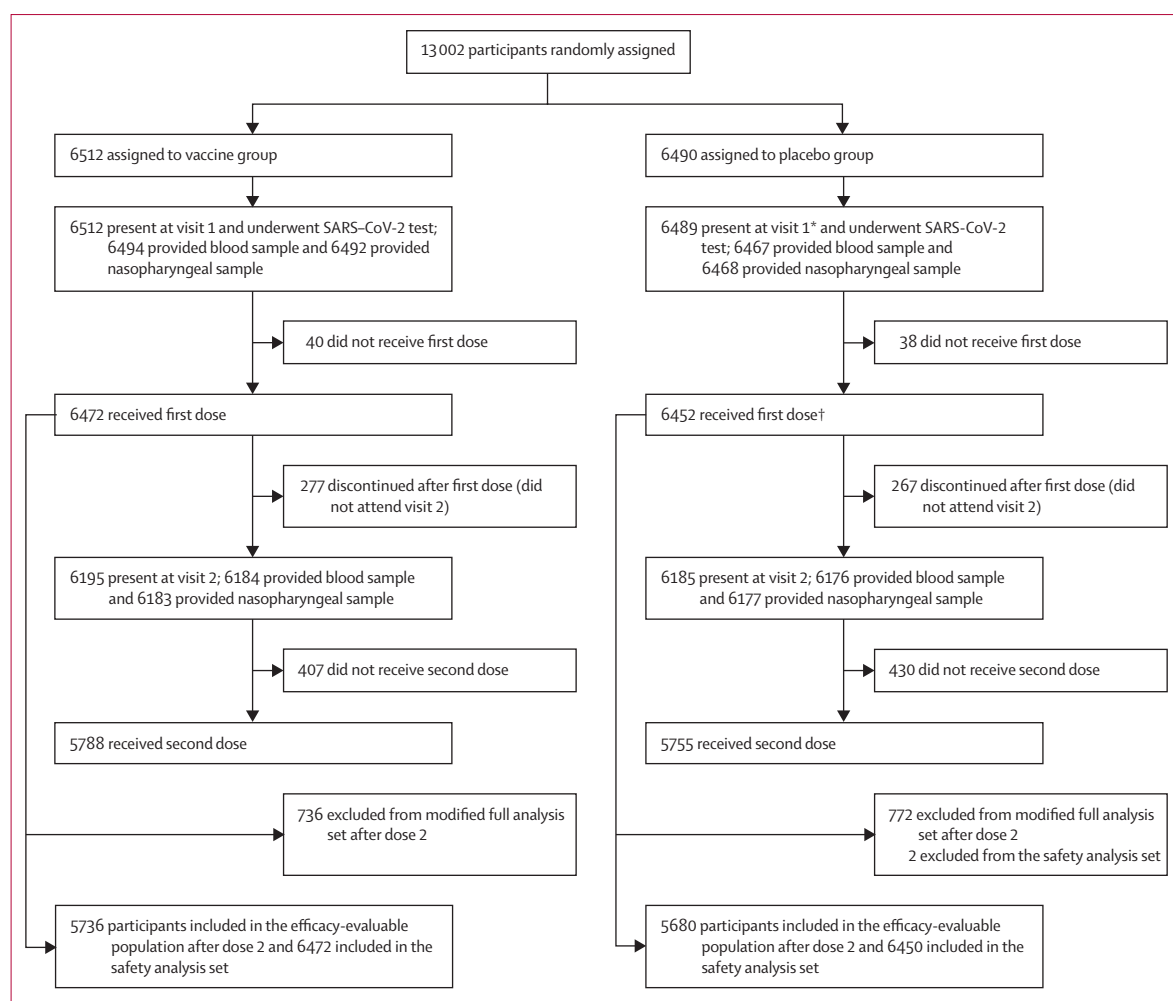 13 002 participants randomly assigned
6512 assigned to vaccine group
6490 assigned to placebo group
6512 present at visit 1 and underwent SARS–CoV-2 test;
6494 provided blood sample and 6492 provided
nasopharyngeal sample
6489 present at visit 1* and underwent SARS-CoV-2
test; 6467 provided blood sample and
6468 provided nasopharyngeal sample
40 did not receive first dose
38 did not receive first dose
6472 received first dose
6452 received first dose†
277 discontinued after first dose (did
not attend visit 2)
267 discontinued after first dose (did
not attend visit 2)
6195 present at visit 2; 6184 provided blood sample
and 6183 provided nasopharyngeal sample
6185 present at visit 2; 6176 provided blood sample
and 6177 provided nasopharyngeal sample
407 did not receive second dose
430 did not receive second dose
5788 received second dose
5755 received second dose
736 excluded from modified full analysis
set after dose 2
772 excluded from modified full analysis
set after dose 2
2 excluded from the safety analysis set
5736 participants included in the efficacy-evaluable
population after dose 2 and 6472 included in the
safety analysis set
5680 participants included in the efficacy-evaluable
population after dose 2 and 6450 included in the
safety analysis set